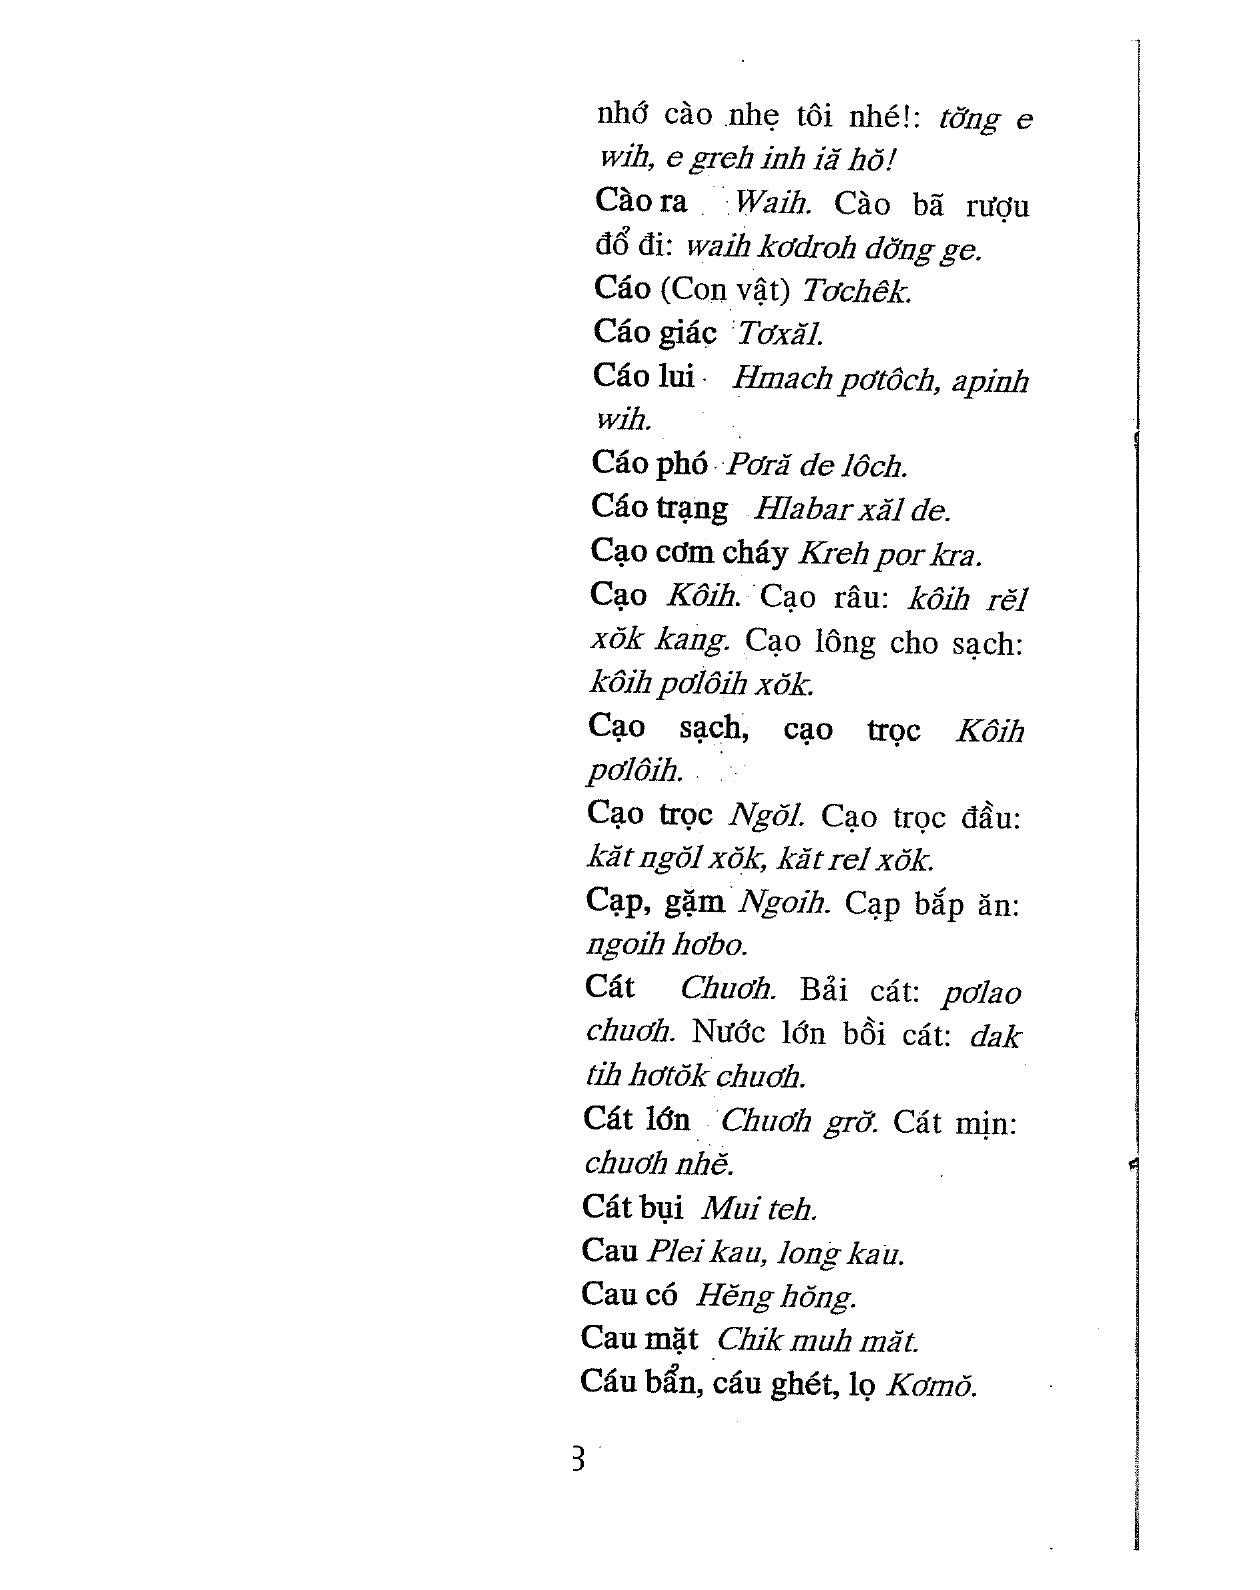 nhớ cào nhẹ tôi nhé!: tơ̆ng e
wih, e greh inh iă hŏ!
Cào ra Waih. Cào bã rượu
đổ đi: waih kơdroh dơ̆ng ge.
Cáo (Con vật) Tơchêk.
Cáo giác Tơxăl.
Cáo lui Hmach pơtôch, apinh
wih.
Cáo phó Pơră de lôch.
Cáo trạng Hlabar xăl de.
Cạo cơm cháy Kreh por kra.
Cạo Kôih. Cạo râu: kôih rĕl
xŏk kang. Cạo lông cho sạch:
kôih pơlôih xŏk.
Cạo sạch, cạo trọc Kôih
pơlôih.
Cạo trọc Ngŏl. Cạo trọc đầu:
kăt ngŏl xŏk, kăt rel xŏk.
Cạp, gặm Ngoih. Cạp bắp ăn:
ngoih hơbo.
Cát Chuơh. Bải cát: pơlao
chuơh. Nước lớn bồi cát: dak
tih hơtŏk chuơh.
Cát lớn Chuơh grơ̆. Cát mịn:
chuơh nhĕ.
Cát bụi Mui teh.
Cau Plei kau, long kau.
Cau có Hĕng hŏng.
Cau mặt Chik muh măt.
Cáu bẩn, cáu ghét, lọ Kơmŏ.